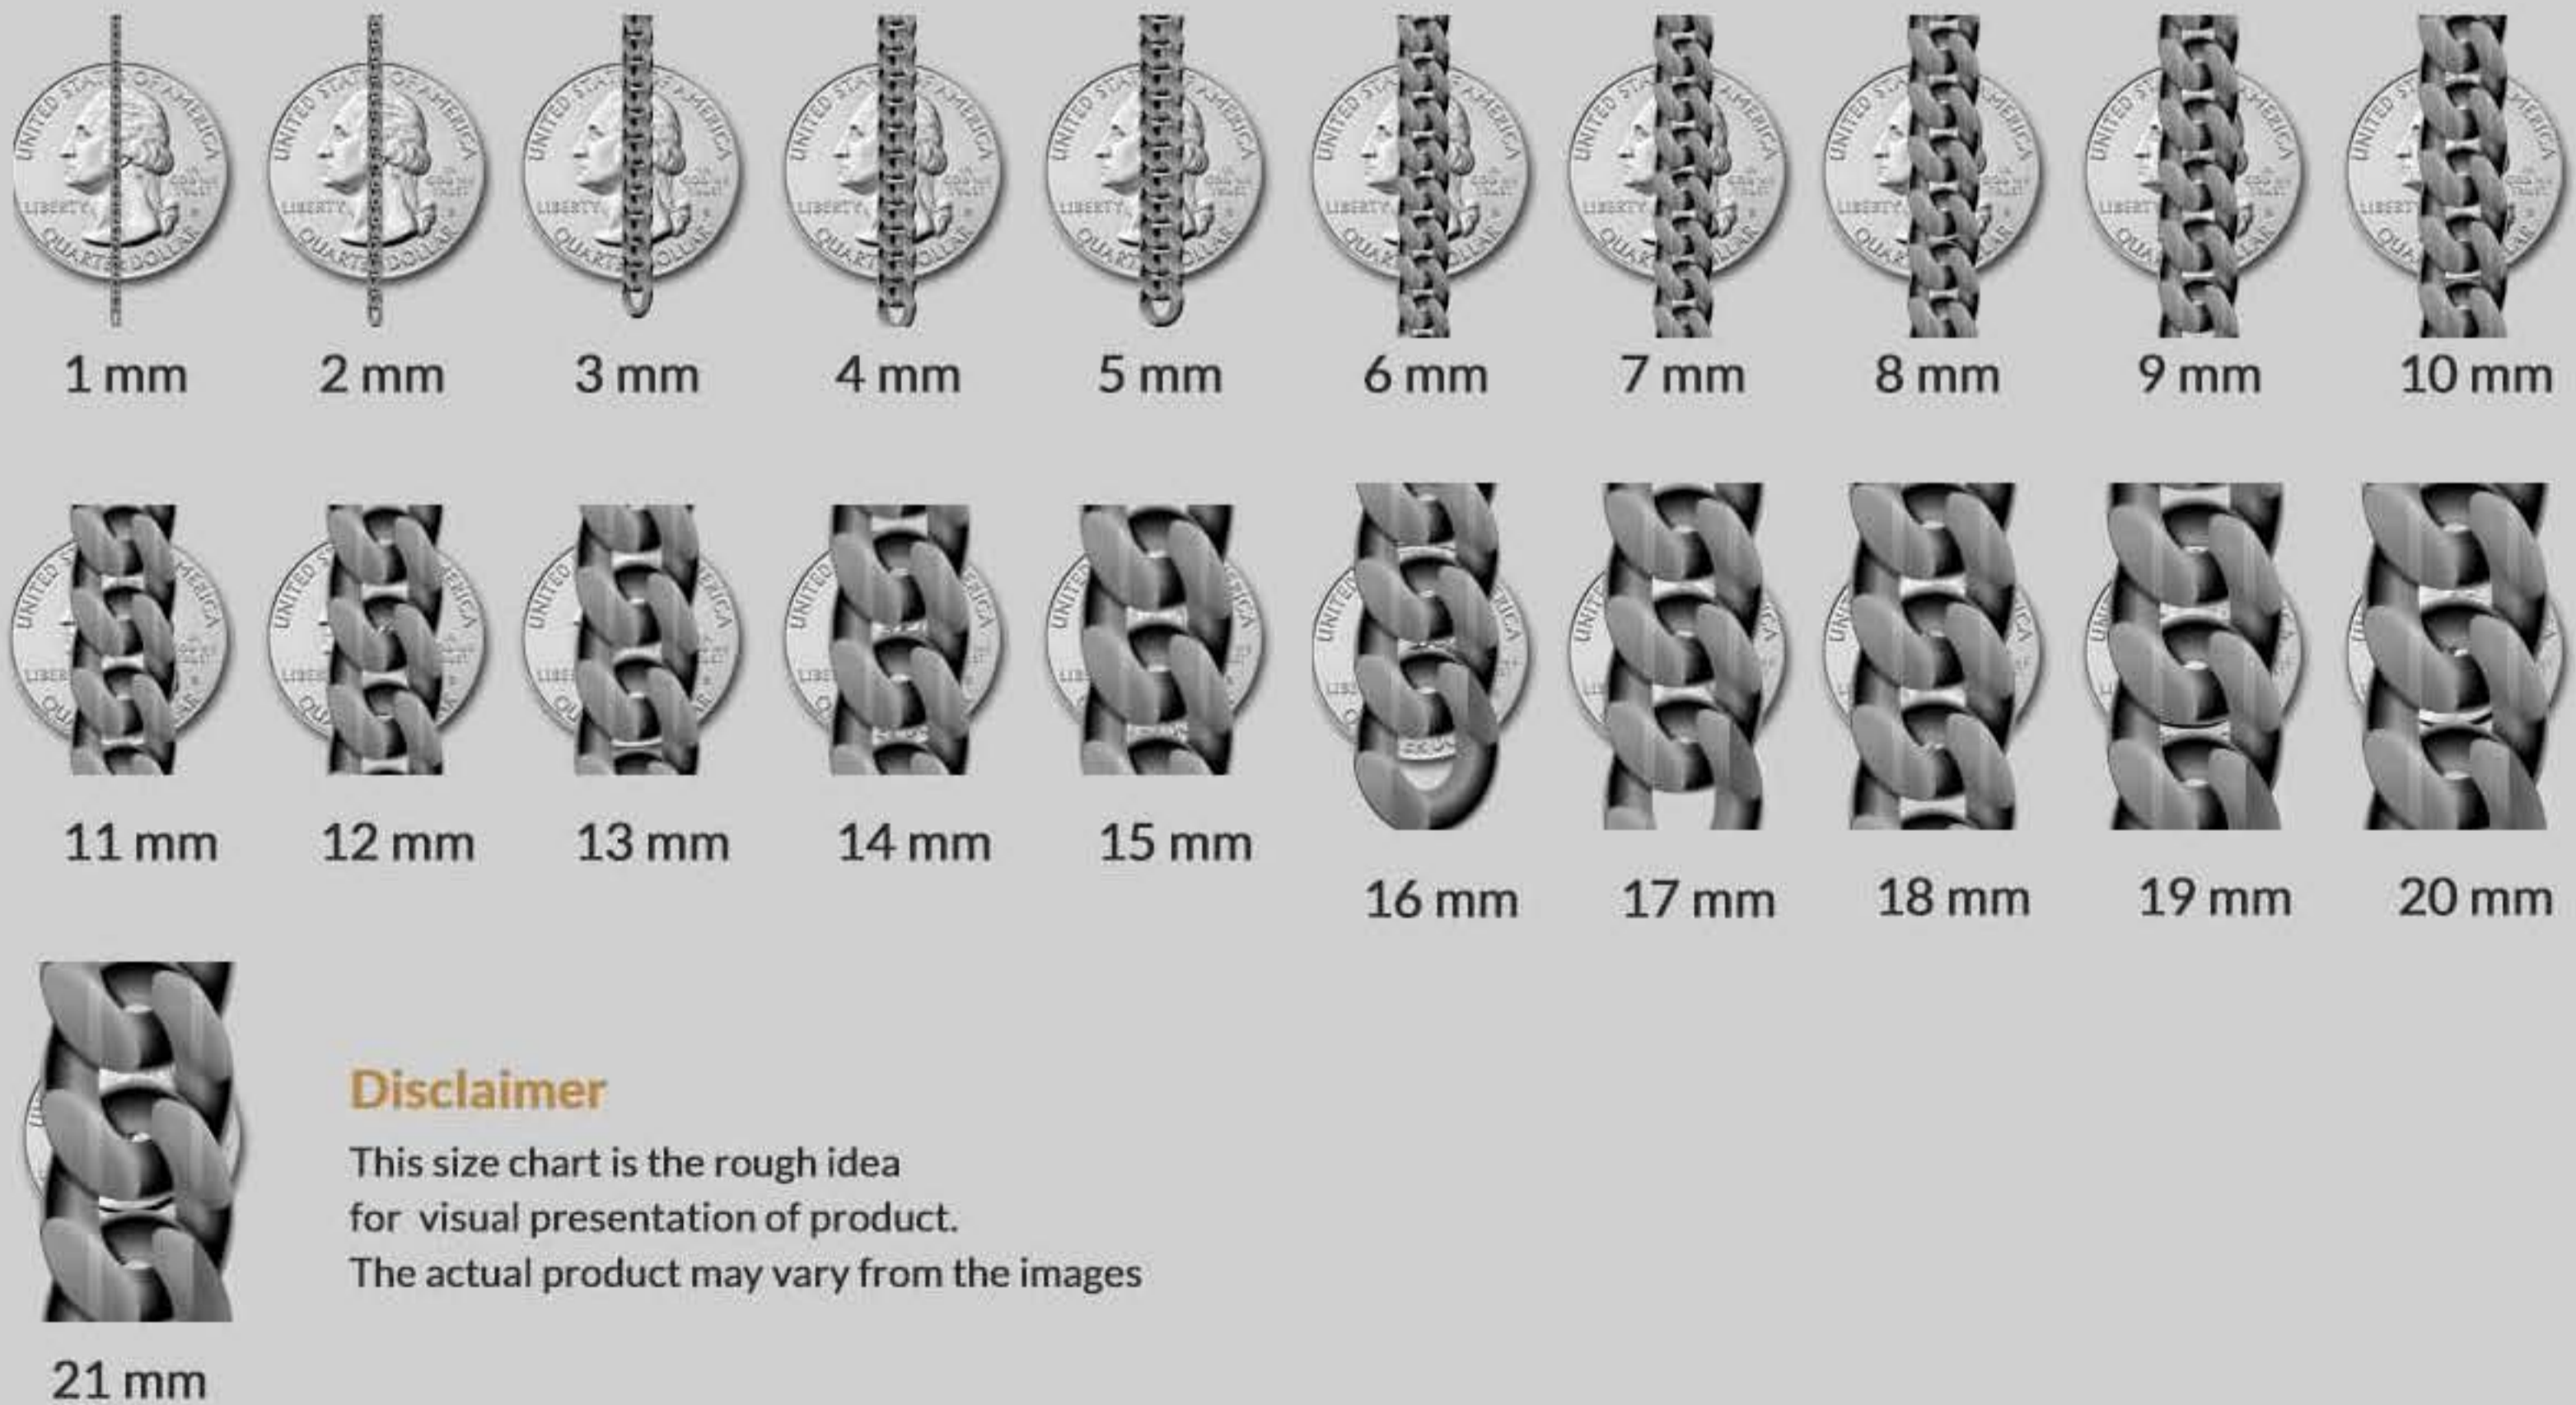 1 mm
2 mm
3 mm
4 mm
5 mm
6 mm
7 mm
8 mm
9 mm
10 mm
11 mm
12 mm
13 mm
14 mm
15 mm
16 mm
17 mm
18 mm
19 mm
20 mm
21 mm
Disclaimer
This size chart is the rough idea
for visual presentation of product.
The actual product may vary from the images